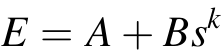 E = A + Bs^k